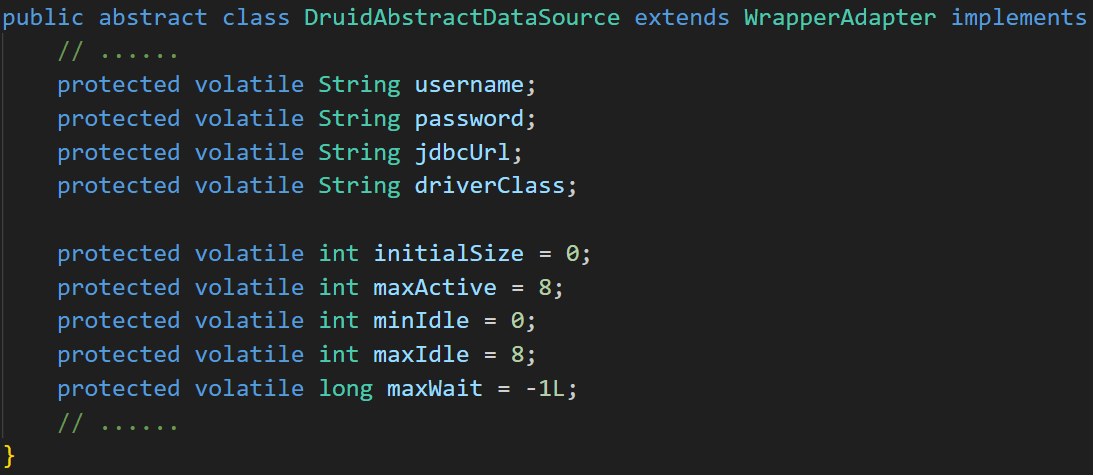 public abstract class DruidAbstractDataSource extends WrapperAdapter implements
// ......
protected volatile String username;
protected volatile String password;
protected volatile String jdbcUrl;
protected volatile String driverClass;
protected volatile int initialSize = 0;
protected volatile int maxActive = 8;
protected volatile int minIdle = 0;
protected volatile int maxIdle = 8;
protected volatile long maxWait = -1L;
// ......
}